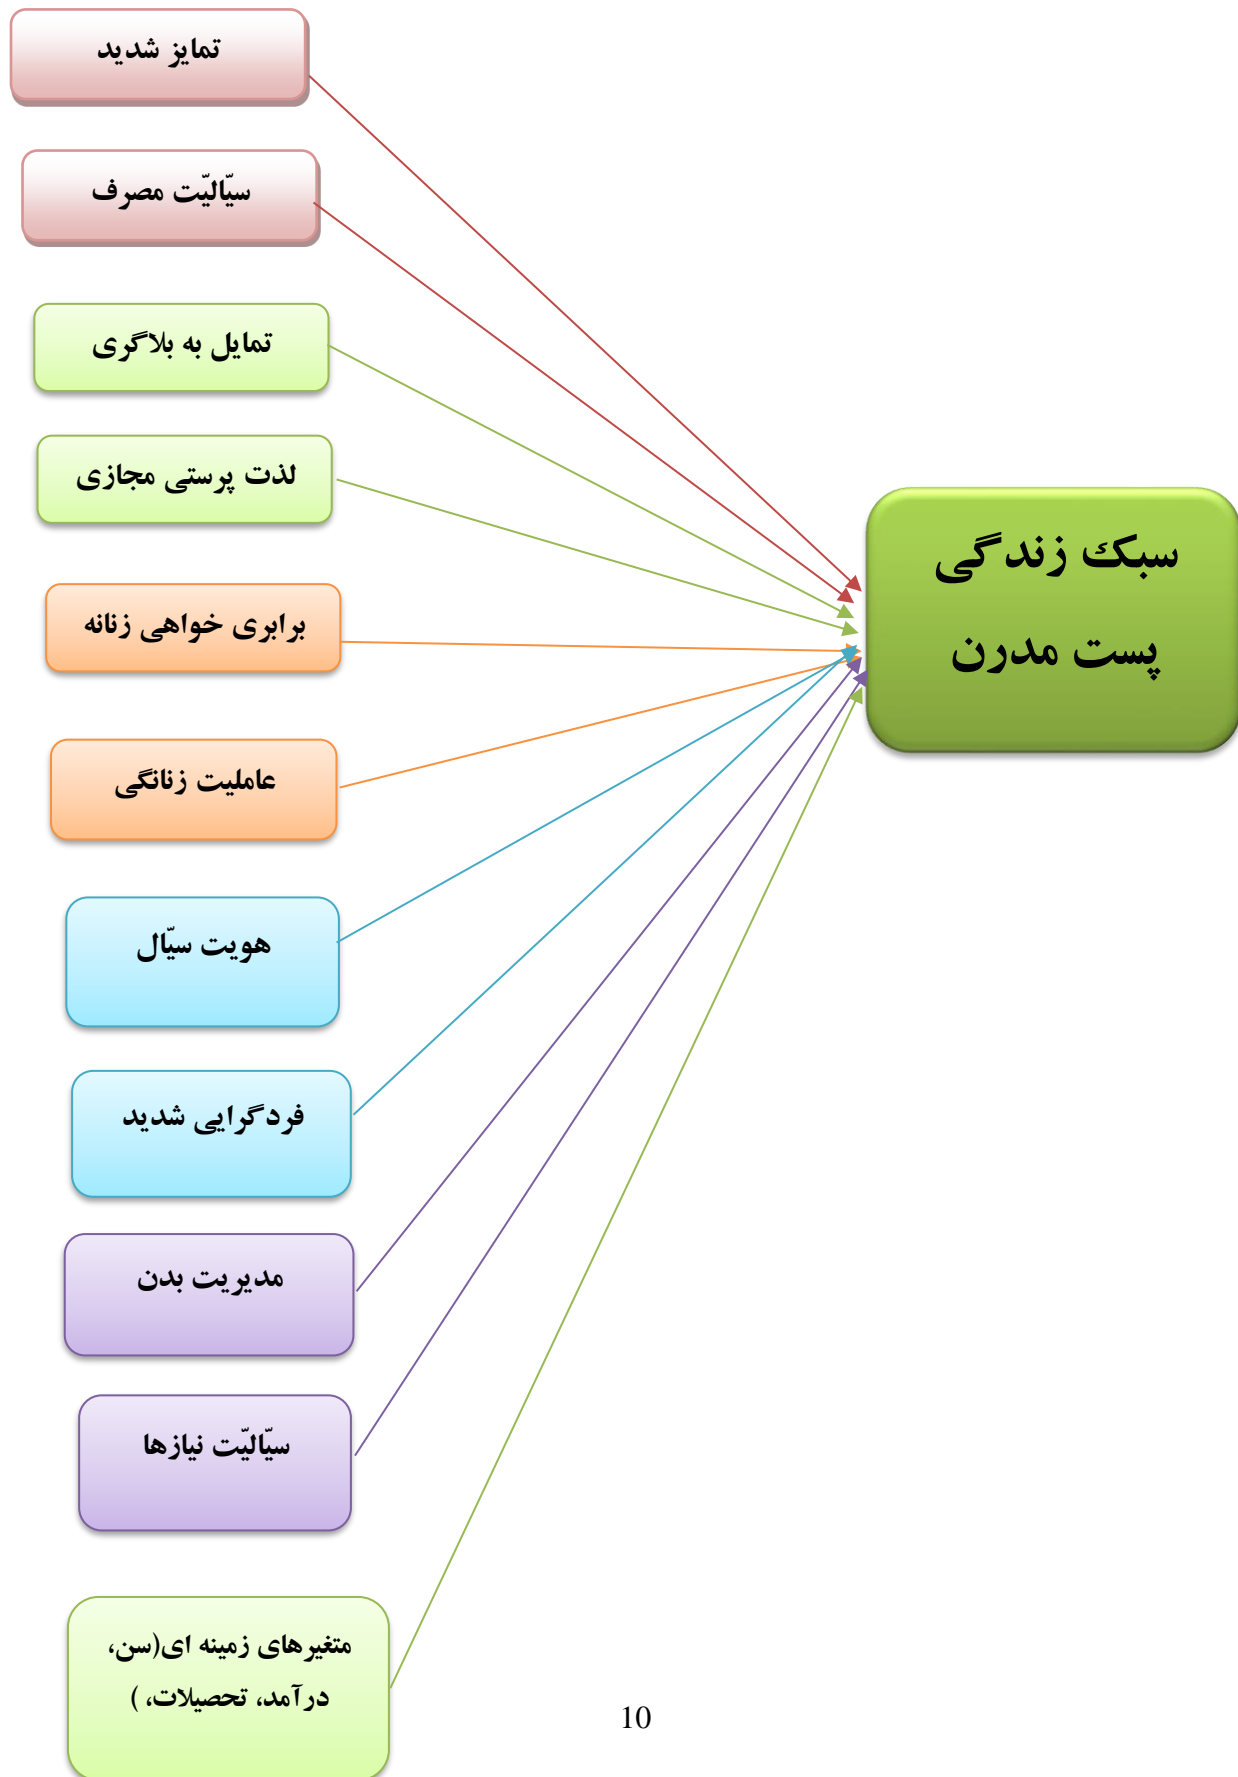 تمایز شدید
سیّالیّت مصرف
تمایل به بلاگری
لذت پرستی مجازی
برابری خواهی زنانه
عاملیت زنانگی
هویت سیّال
فردگرایی شدید
مدیریت بدن
سیّالیّت نیازها
متغیرهای زمینه ای(سن،
درآمد، تحصیلات، )
سبک زندگی
پست مدرن
10